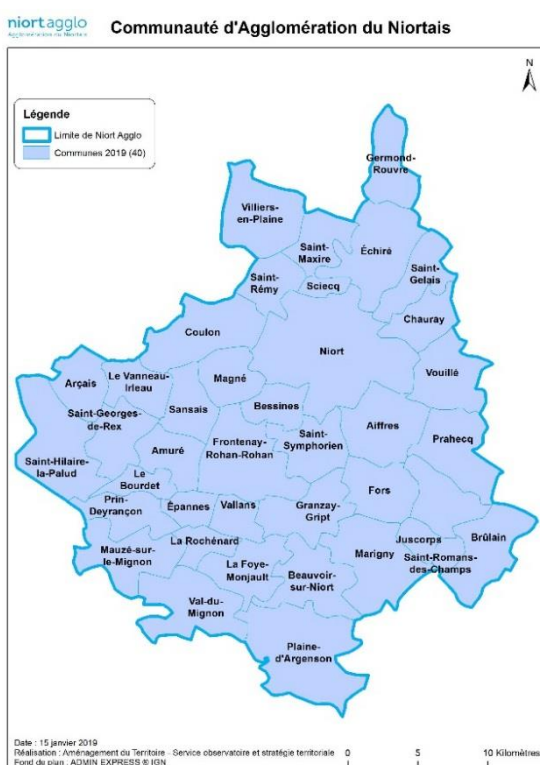 niortagglo
Agglomération du Niortais
Communauté d'Agglomération du Niortais
N
Légende
Limite de Niort Agglo
Communes 2019 (40)
Germond-
Rouvre
Villiers-
en-Plaine
Saint-
Maxire
Échiré
Saint-
Gelais
Saint-
Rémy
Sciecq
Chauray
Coulon
Niort
Vouillé
Arçais
Le Vanneau-
Irleau
Magné
Sansais
Bessines
Saint-Georges-
de-Rex
Aiffres
Prahecq
Saint-
Symphorien
Amuré
Frontenay-
Rohan-Rohan
Saint-Hilaire-
la-Palud
Le
Bourdet
Fors
Prin-
Deyrançon
Épannes
Vallans
Granzay-
Gript
La Rochénard
Juscorps
Brûlain
Mauzé-sur-
le-Mignon
Marigny
Saint-Romans-
des-Champs
La Foye-
Monjault
Beauvoir-
sur-Niort
Val-du-
Mignon
Plaine-
d'Argenson
Date : 15 janvier 2019
Réalisation : Aménagement du Territoire - Service observatoire et stratégie territoriale
Fond de plan : ADMIN EXPRESS ® IGN
0 5 10 Kilomètres